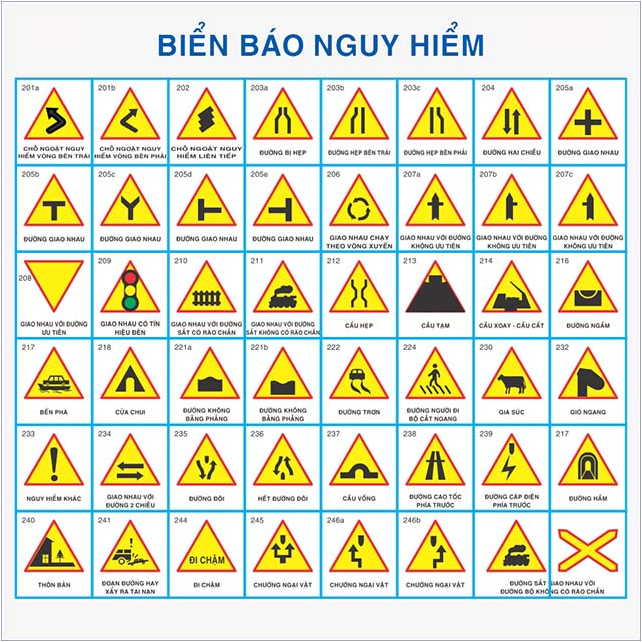 BIỂN BÁO NGUY HIỂM
201a
CHỖ NGOẶT NGUY
HIỂM VÒNG BÊN TRÁI
201b
CHỖ NGOẶT NGUY
HIỂM VÒNG BÊN PHẢI
202
CHỖ NGOẶT NGUY
HIỂM LIÊN TIẾP
203a
ĐƯỜNG BỊ HẸP
203b
ĐƯỜNG HẸP BÊN TRÁI
203c
ĐƯỜNG HẸP BÊN PHẢI
204
ĐƯỜNG HAI CHIỀU
205a
ĐƯỜNG GIAO NHAU
205b
ĐƯỜNG GIAO NHAU
205c
ĐƯỜNG GIAO NHAU
205d
ĐƯỜNG GIAO NHAU
205e
ĐƯỜNG GIAO NHAU
206
GIAO NHAU CHẠY
THEO VÒNG XUYẾN
207a
GIAO NHAU VỚI ĐƯỜNG
KHÔNG ƯU TIÊN
207b
GIAO NHAU VỚI ĐƯỜNG
KHÔNG ƯU TIÊN
207c
GIAO NHAU VỚI ĐƯỜNG
KHÔNG ƯU TIÊN
208
GIAO NHAU VỚI ĐƯỜNG
ƯU TIÊN
209
GIAO NHAU CÓ TÍN
HIỆU ĐÈN
210
GIAO NHAU VỚI ĐƯỜNG
SẮT CÓ RÀO CHẮN
211
GIAO NHAU VỚI ĐƯỜNG
SẮT KHÔNG CÓ RÀO CHẮN
212
CẦU HẸP
213
CẦU TẠM
214
CẦU XOAY - CẦU CẤT
216
ĐƯỜNG NGẦM
217
BẾN PHÀ
218
CỬA CHUI
221a
ĐƯỜNG KHÔNG
BẰNG PHẲNG
221b
ĐƯỜNG KHÔNG
BẰNG PHẲNG
222
ĐƯỜNG TRƠN
224
ĐƯỜNG NGƯỜI ĐI
BỘ CẮT NGANG
230
GIA SÚC
232
GIÓ NGANG
233
NGUY HIỂM KHÁC
234
GIAO NHAU VỚI
ĐƯỜNG 2 CHIỀU
235
ĐƯỜNG ĐÔI
236
HẾT ĐƯỜNG ĐÔI
237
CẦU VỒNG
238
ĐƯỜNG CAO TỐC
PHÍA TRƯỚC
239
ĐƯỜNG CÁP ĐIỆN
PHÍA TRƯỚC
217
ĐƯỜNG HẦM
240
THÔN BẢN
241
ĐOẠN ĐƯỜNG HAY
XẨY RA TAI NẠN
244
ĐI CHẬM
ĐI CHẬM
245
CHƯỚNG NGẠI VẬT
246a
CHƯỚNG NGẠI VẬT
246b
CHƯỚNG NGẠI VẬT
ĐƯỜNG SẮT GIAO NHAU VỚI
ĐƯỜNG BỘ KHÔNG CÓ RÀO CHẮN